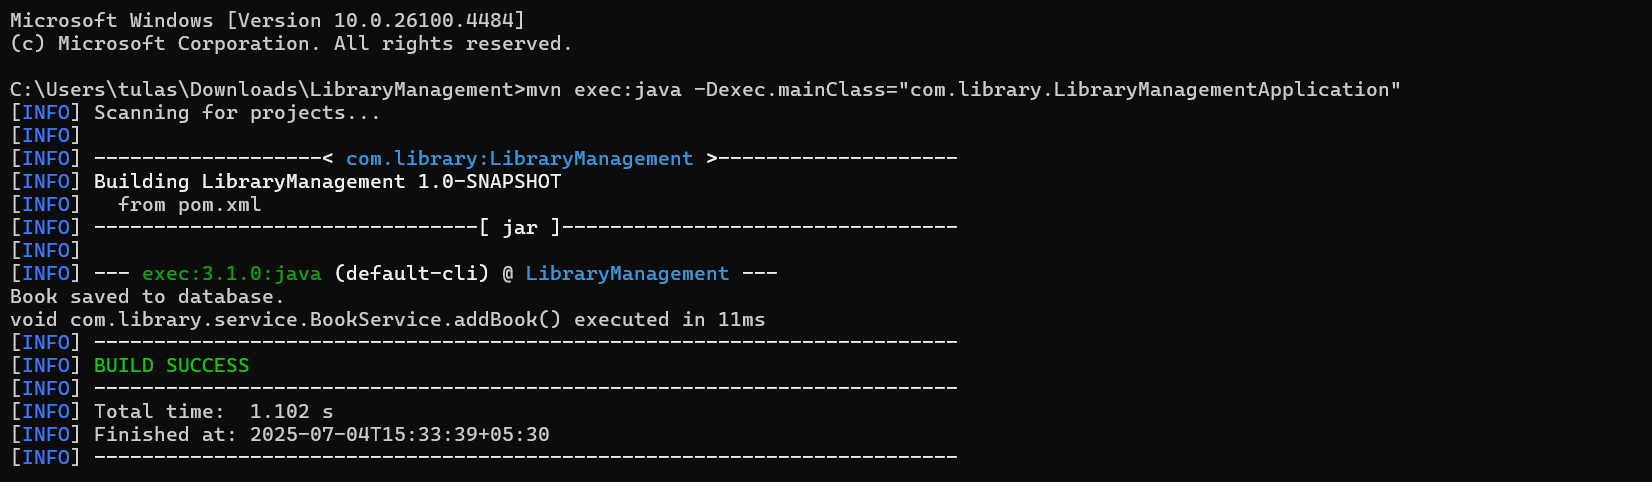 Microsoft Windows [Version 10.0.26100.4484]
(c) Microsoft Corporation. All rights reserved.
C:\Users\tulas\Downloads\LibraryManagement>mvn exec:java -Dexec.mainClass="com.library.LibraryManagementApplication"
[INFO] Scanning for projects...
[INFO]
[INFO] -------------------< com.library:LibraryManagement >--------------------
[INFO] Building LibraryManagement 1.0-SNAPSHOT
[INFO]   from pom.xml
[INFO] --------------------------------[ jar ]---------------------------------
[INFO]
[INFO] --- exec:3.1.0:java (default-cli) @ LibraryManagement ---
Book saved to database.
void com.library.service.BookService.addBook() executed in 11ms
[INFO] ------------------------------------------------------------------------
[INFO] BUILD SUCCESS
[INFO] ------------------------------------------------------------------------
[INFO] Total time:  1.102 s
[INFO] Finished at: 2025-07-04T15:33:39+05:30
[INFO] ------------------------------------------------------------------------